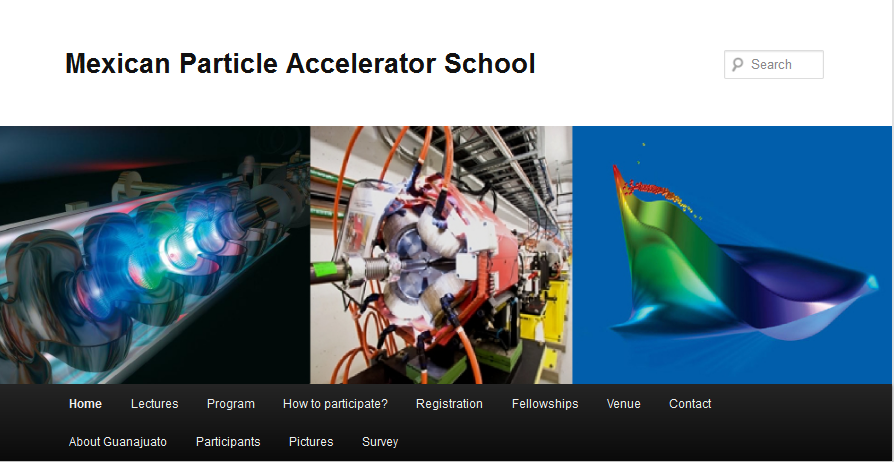 Mexican Particle Accelerator School
Search
Home Lectures Program How to participate? Registration Fellowships Venue Contact
About Guanajuato Participants Pictures Survey